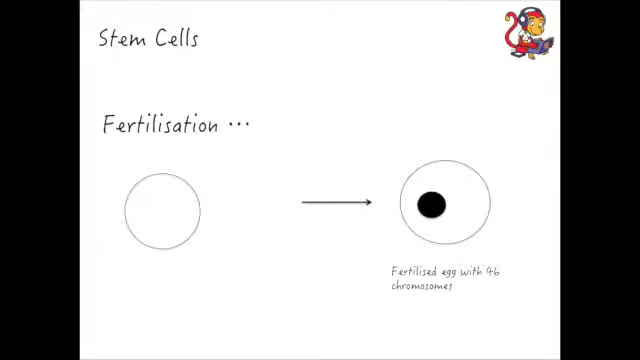 Stem Cells
Fertilisation ...
Fertilised egg with 46
chromosomes